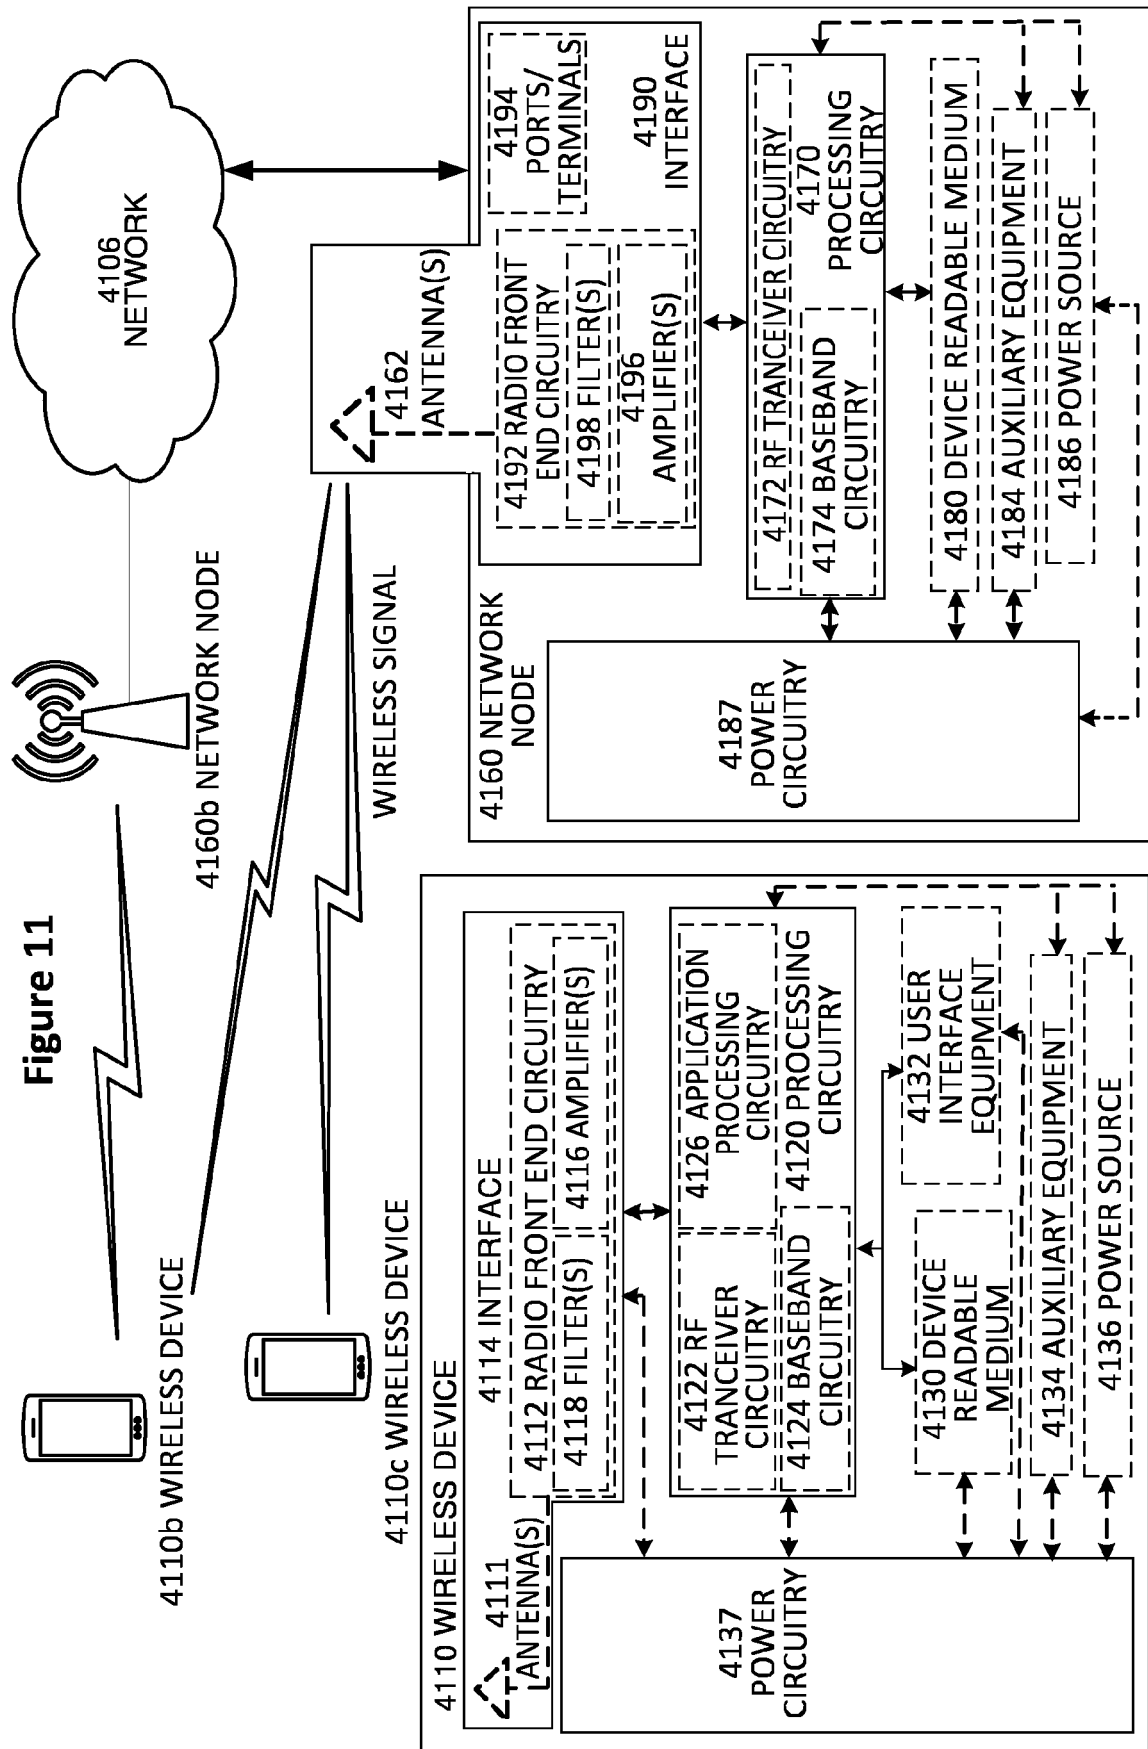 Figure 11
4106
NETWORK
4160b NETWORK NODE
4110b WIRELESS DEVICE
4110c WIRELESS DEVICE
WIRELESS SIGNAL
4110 WIRELESS DEVICE
4111
ANTENNA(S)
4114 INTERFACE
4112 RADIO FRONT END CIRCUITRY
4118 FILTER(S)
4116 AMPLIFIER(S)
4137
POWER
CIRCUITRY
4122 RF
TRANCEIVER
CIRCUITRY
4126 APPLICATION
PROCESSING
CIRCUITRY
4124 BASEBAND
CIRCUITRY
4120 PROCESSING
CIRCUITRY
4130 DEVICE
READABLE
MEDIUM
4132 USER
INTERFACE
EQUIPMENT
4134 AUXILIARY EQUIPMENT
4136 POWER SOURCE
4160 NETWORK
NODE
4162
ANTENNA(S)
4192 RADIO FRONT
END CIRCUITRY
4198 FILTER(S)
4196
AMPLIFIER(S)
4194
PORTS/
TERMINALS
4190
INTERFACE
4187
POWER
CIRCUITRY
4172 RF TRANCEIVER CIRCUITRY
4174 BASEBAND
CIRCUITRY
4170
PROCESSING
CIRCUITRY
4180 DEVICE READABLE MEDIUM
4184 AUXILIARY EQUIPMENT
4186 POWER SOURCE